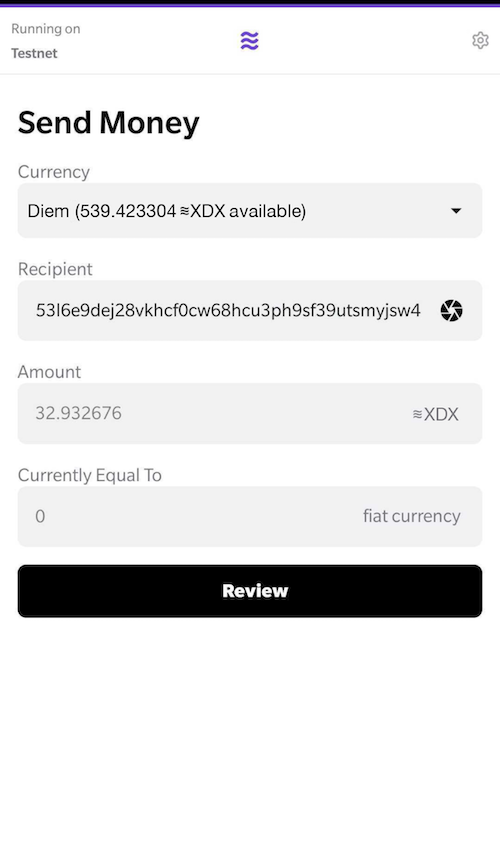 Running on
Testnet
Send Money
Currency
Diem (539.423304 ≋XDX available)
Recipient
53l6e9dej28vkhcf0cw68hcu3ph9sf39utsmyjsw4
Amount
32.932676 ≋XDX
Currently Equal To
0 fiat currency
Review